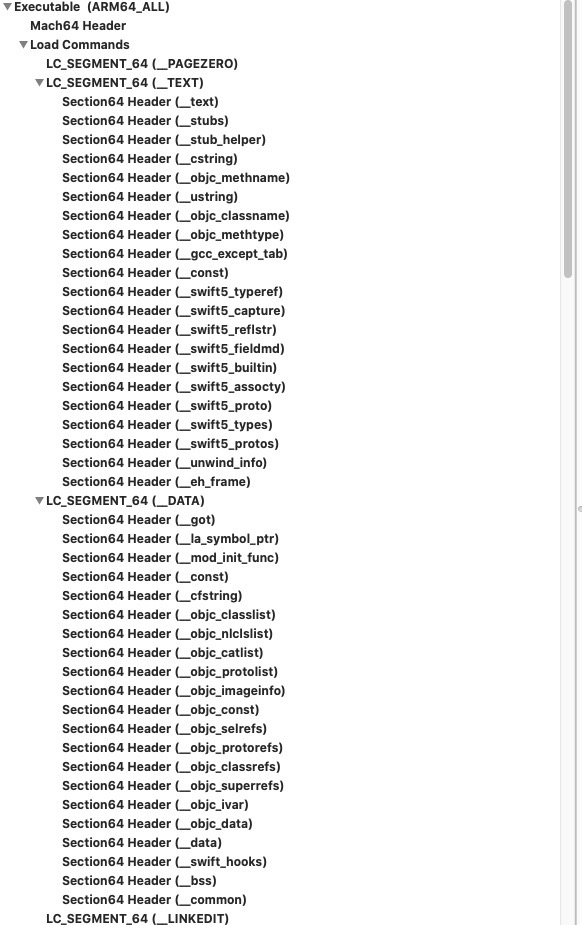 Executable (ARM64_ALL)
Mach64 Header
Load Commands
LC_SEGMENT_64 (__PAGEZERO)
LC_SEGMENT_64 (__TEXT)
Section64 Header (__text)
Section64 Header (__stubs)
Section64 Header (__stub_helper)
Section64 Header (__cstring)
Section64 Header (__objc_methname)
Section64 Header (__ustring)
Section64 Header (__objc_classname)
Section64 Header (__objc_methtype)
Section64 Header (__gcc_except_tab)
Section64 Header (__const)
Section64 Header (__swift5_typeref)
Section64 Header (__swift5_capture)
Section64 Header (__swift5_reflstr)
Section64 Header (__swift5_fieldmd)
Section64 Header (__swift5_builtin)
Section64 Header (__swift5_assocty)
Section64 Header (__swift5_proto)
Section64 Header (__swift5_types)
Section64 Header (__swift5_protos)
Section64 Header (__unwind_info)
Section64 Header (__eh_frame)
LC_SEGMENT_64 (__DATA)
Section64 Header (__got)
Section64 Header (__la_symbol_ptr)
Section64 Header (__mod_init_func)
Section64 Header (__const)
Section64 Header (__cfstring)
Section64 Header (__objc_classlist)
Section64 Header (__objc_nlclslist)
Section64 Header (__objc_catlist)
Section64 Header (__objc_protolist)
Section64 Header (__objc_imageinfo)
Section64 Header (__objc_const)
Section64 Header (__objc_selrefs)
Section64 Header (__objc_protorefs)
Section64 Header (__objc_classrefs)
Section64 Header (__objc_superrefs)
Section64 Header (__objc_ivar)
Section64 Header (__objc_data)
Section64 Header (__data)
Section64 Header (__swift_hooks)
Section64 Header (__bss)
Section64 Header (__common)
LC_SEGMENT_64 (__LINKEDIT)